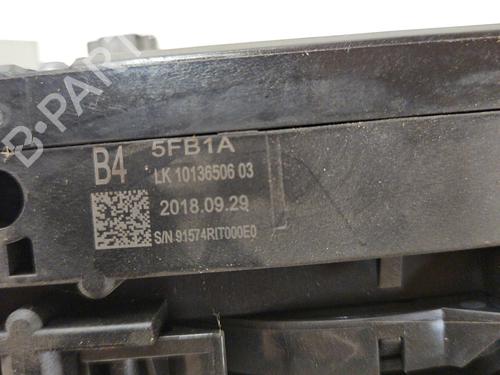 B-PARTS
5FB1A
B4
LK 10136506 03
2018.09.29
S/N 91574RIT000E0